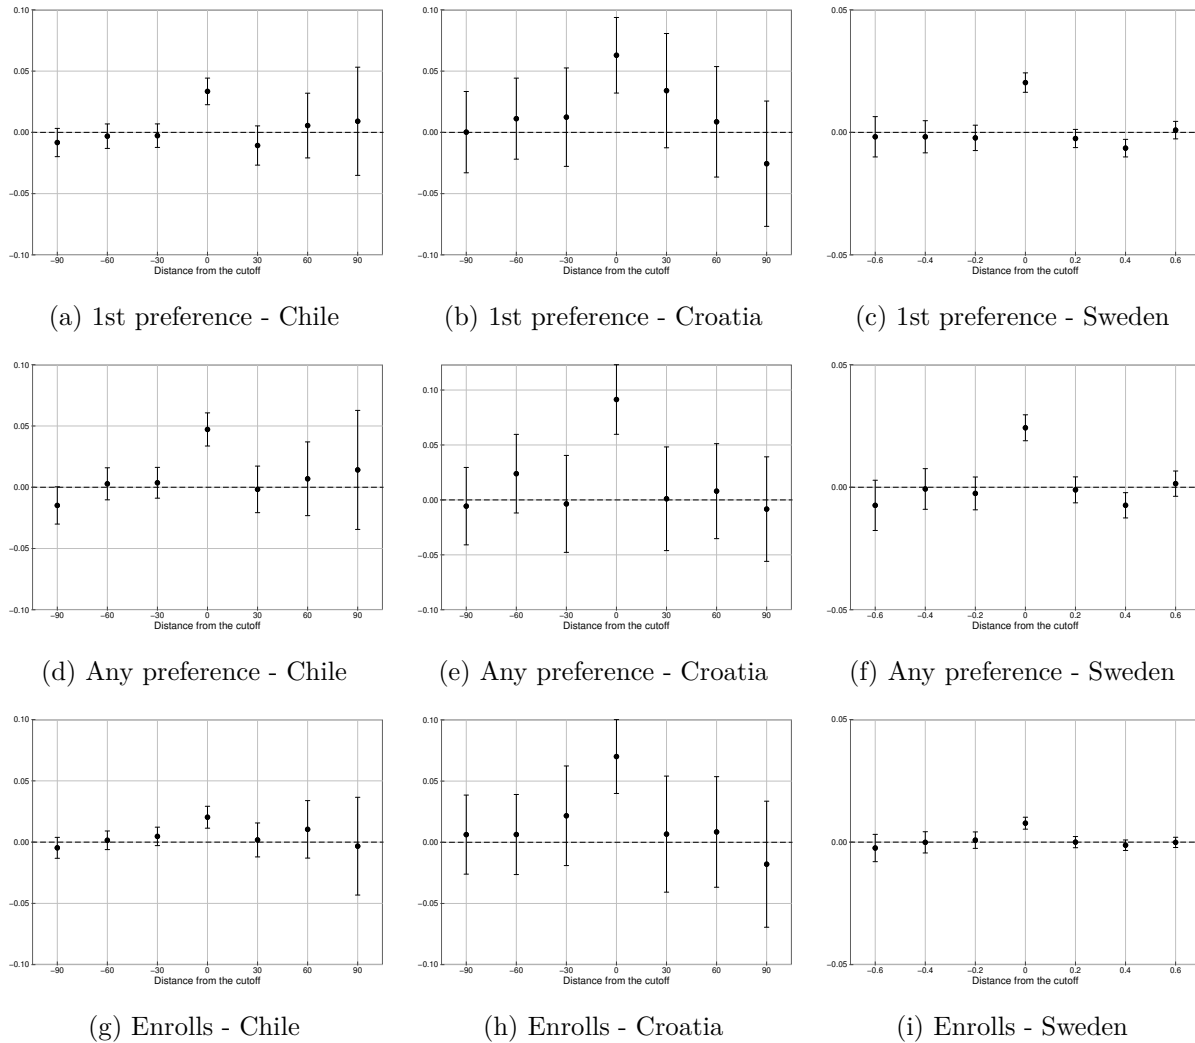 0.10
0.05
0.00
−0.05
−0.10
−90 −60 −30 0 30 60 90
Distance from the cutoff
(a) 1st preference - Chile
0.10
0.05
0.00
−0.05
−0.10
−90 −60 −30 0 30 60 90
Distance from the cutoff
(b) 1st preference - Croatia
0.05
0.00
−0.05
−0.6 −0.4 −0.2 0 0.2 0.4 0.6
Distance from the cutoff
(c) 1st preference - Sweden
0.10
0.05
0.00
−0.05
−0.10
−90 −60 −30 0 30 60 90
Distance from the cutoff
(d) Any preference - Chile
0.10
0.05
0.00
−0.05
−0.10
−90 −60 −30 0 30 60 90
Distance from the cutoff
(e) Any preference - Croatia
0.05
0.00
−0.05
−0.6 −0.4 −0.2 0 0.2 0.4 0.6
Distance from the cutoff
(f) Any preference - Sweden
0.10
0.05
0.00
−0.05
−0.10
−90 −60 −30 0 30 60 90
Distance from the cutoff
(g) Enrolls - Chile
0.10
0.05
0.00
−0.05
−0.10
−90 −60 −30 0 30 60 90
Distance from the cutoff
(h) Enrolls - Croatia
0.05
0.00
−0.05
−0.6 −0.4 −0.2 0 0.2 0.4 0.6
Distance from the cutoff
(i) Enrolls - Sweden